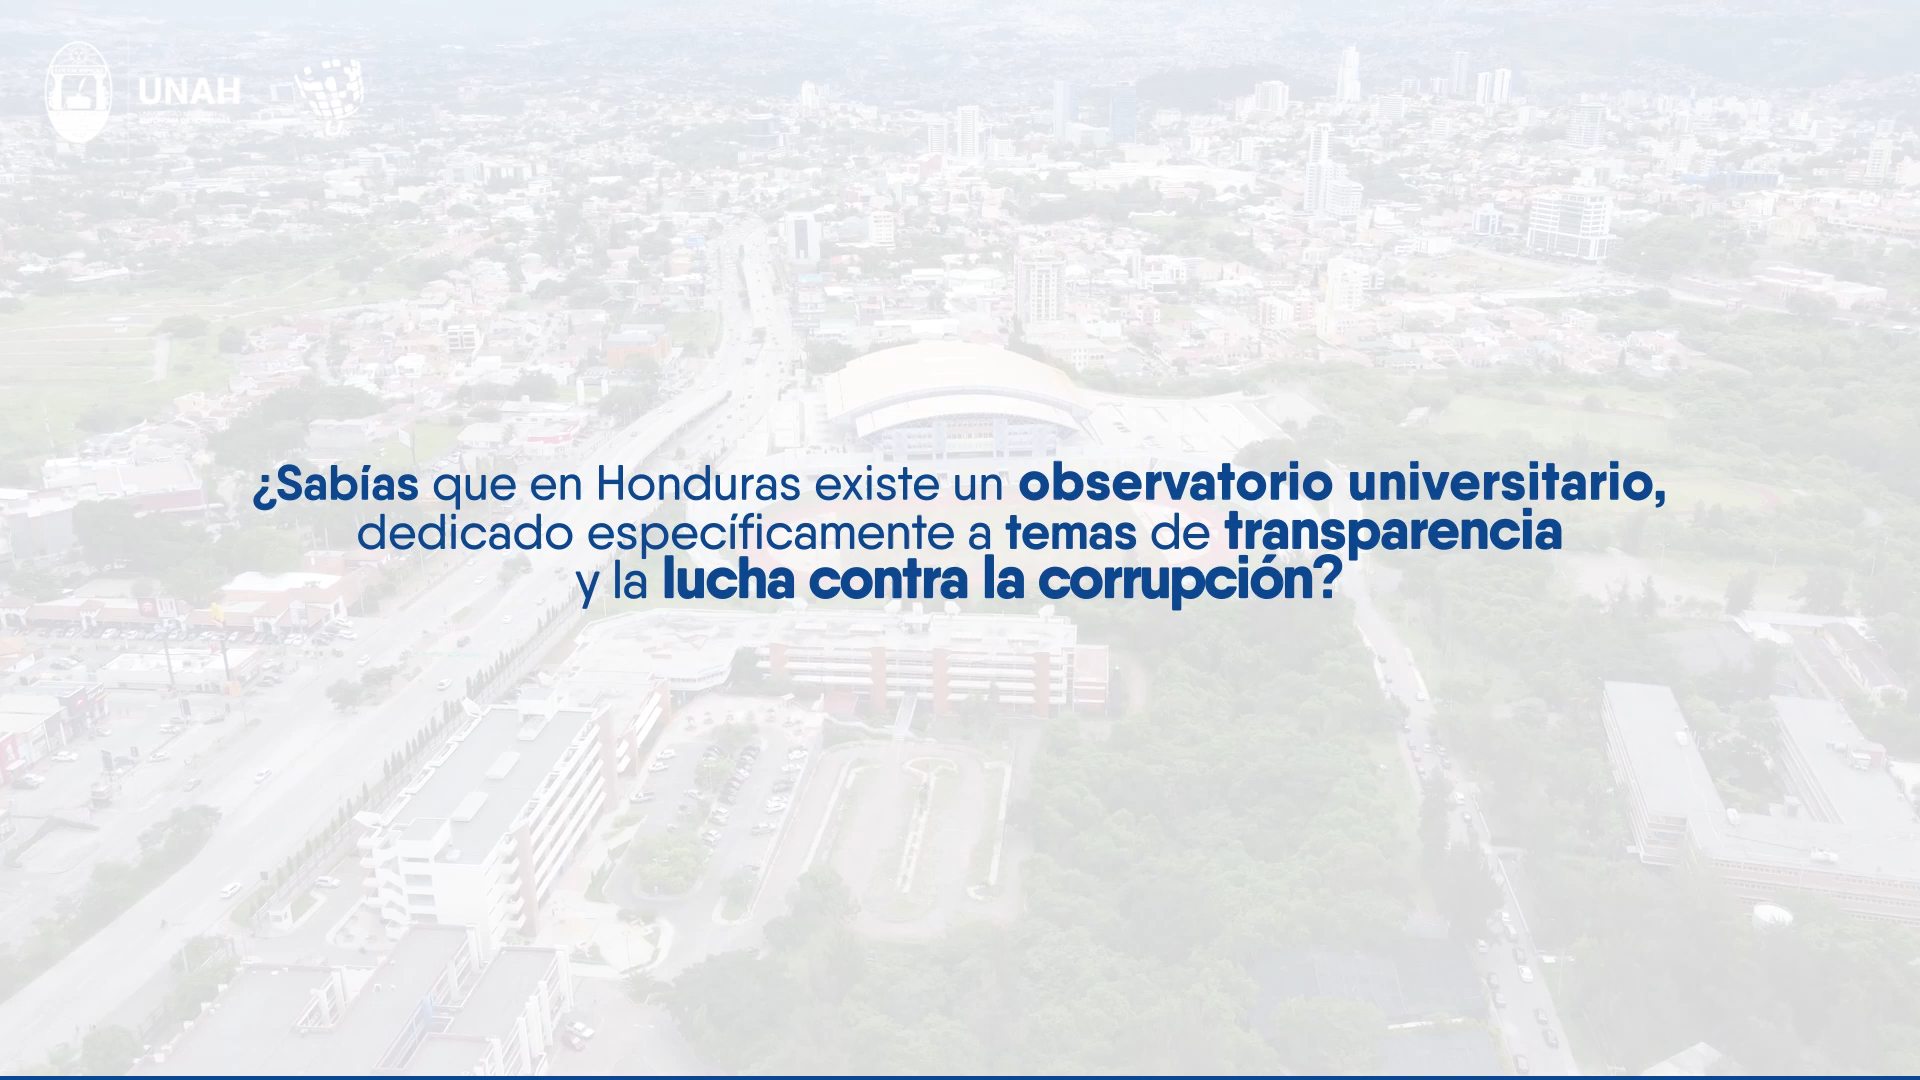 UNAH
¿Sabías que en Honduras existe un observatorio universitario,
dedicado específicamente a temas de transparencia
y la lucha contra la corrupción?